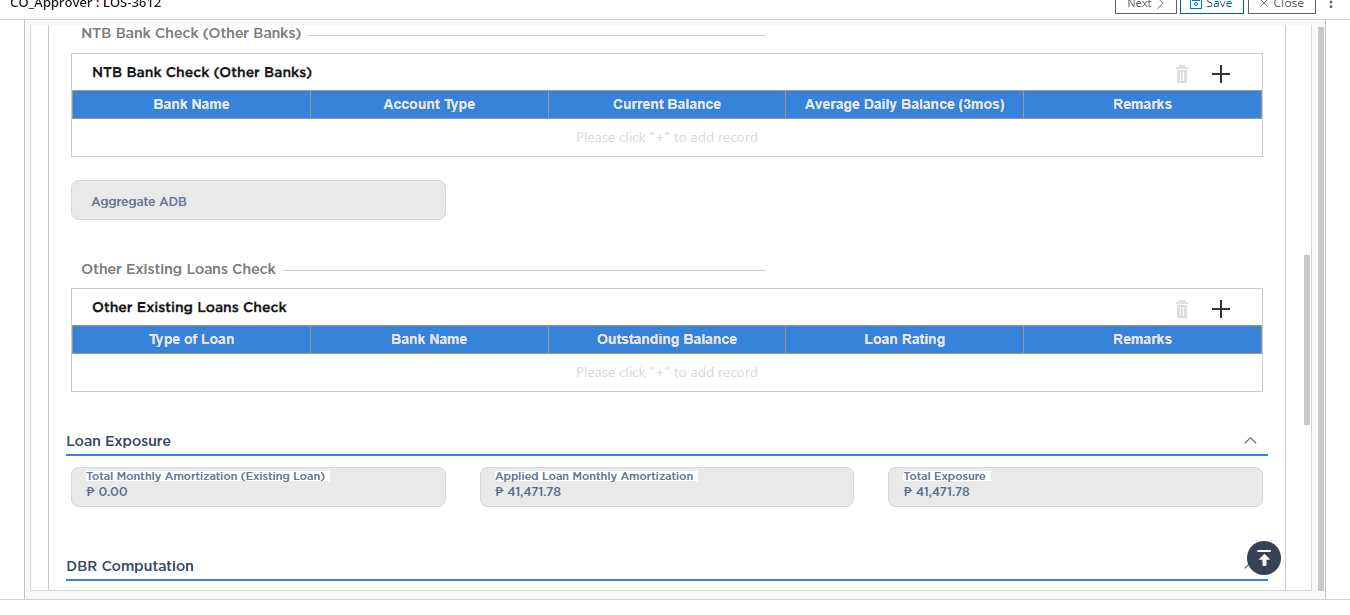 CO_Approver : LOS-3612
Next Save Close
NTB Bank Check (Other Banks)
NTB Bank Check (Other Banks)
Bank Name Account Type Current Balance Average Daily Balance (3mos) Remarks
Please click "+" to add record
Aggregate ADB
Other Existing Loans Check
Other Existing Loans Check
Type of Loan Bank Name Outstanding Balance Loan Rating Remarks
Please click "+" to add record
Loan Exposure
Total Monthly Amortization (Existing Loan) Applied Loan Monthly Amortization Total Exposure
₱ 0.00 ₱ 41,471.78 ₱ 41,471.78
DBR Computation